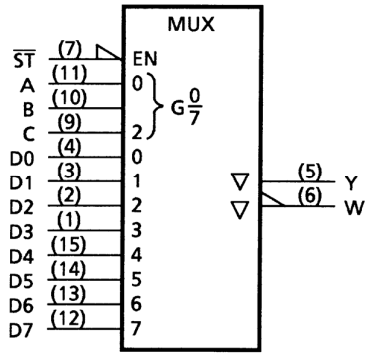 MUX
S̅T̅ (7) EN
A (11) 0
B (10) G 0/7
C (9) 2
D0 (4) 0
D1 (3) 1 ▽ (5) Y
D2 (2) 2 ▽ (6) W
D3 (1) 3
D4 (15) 4
D5 (14) 5
D6 (13) 6
D7 (12) 7